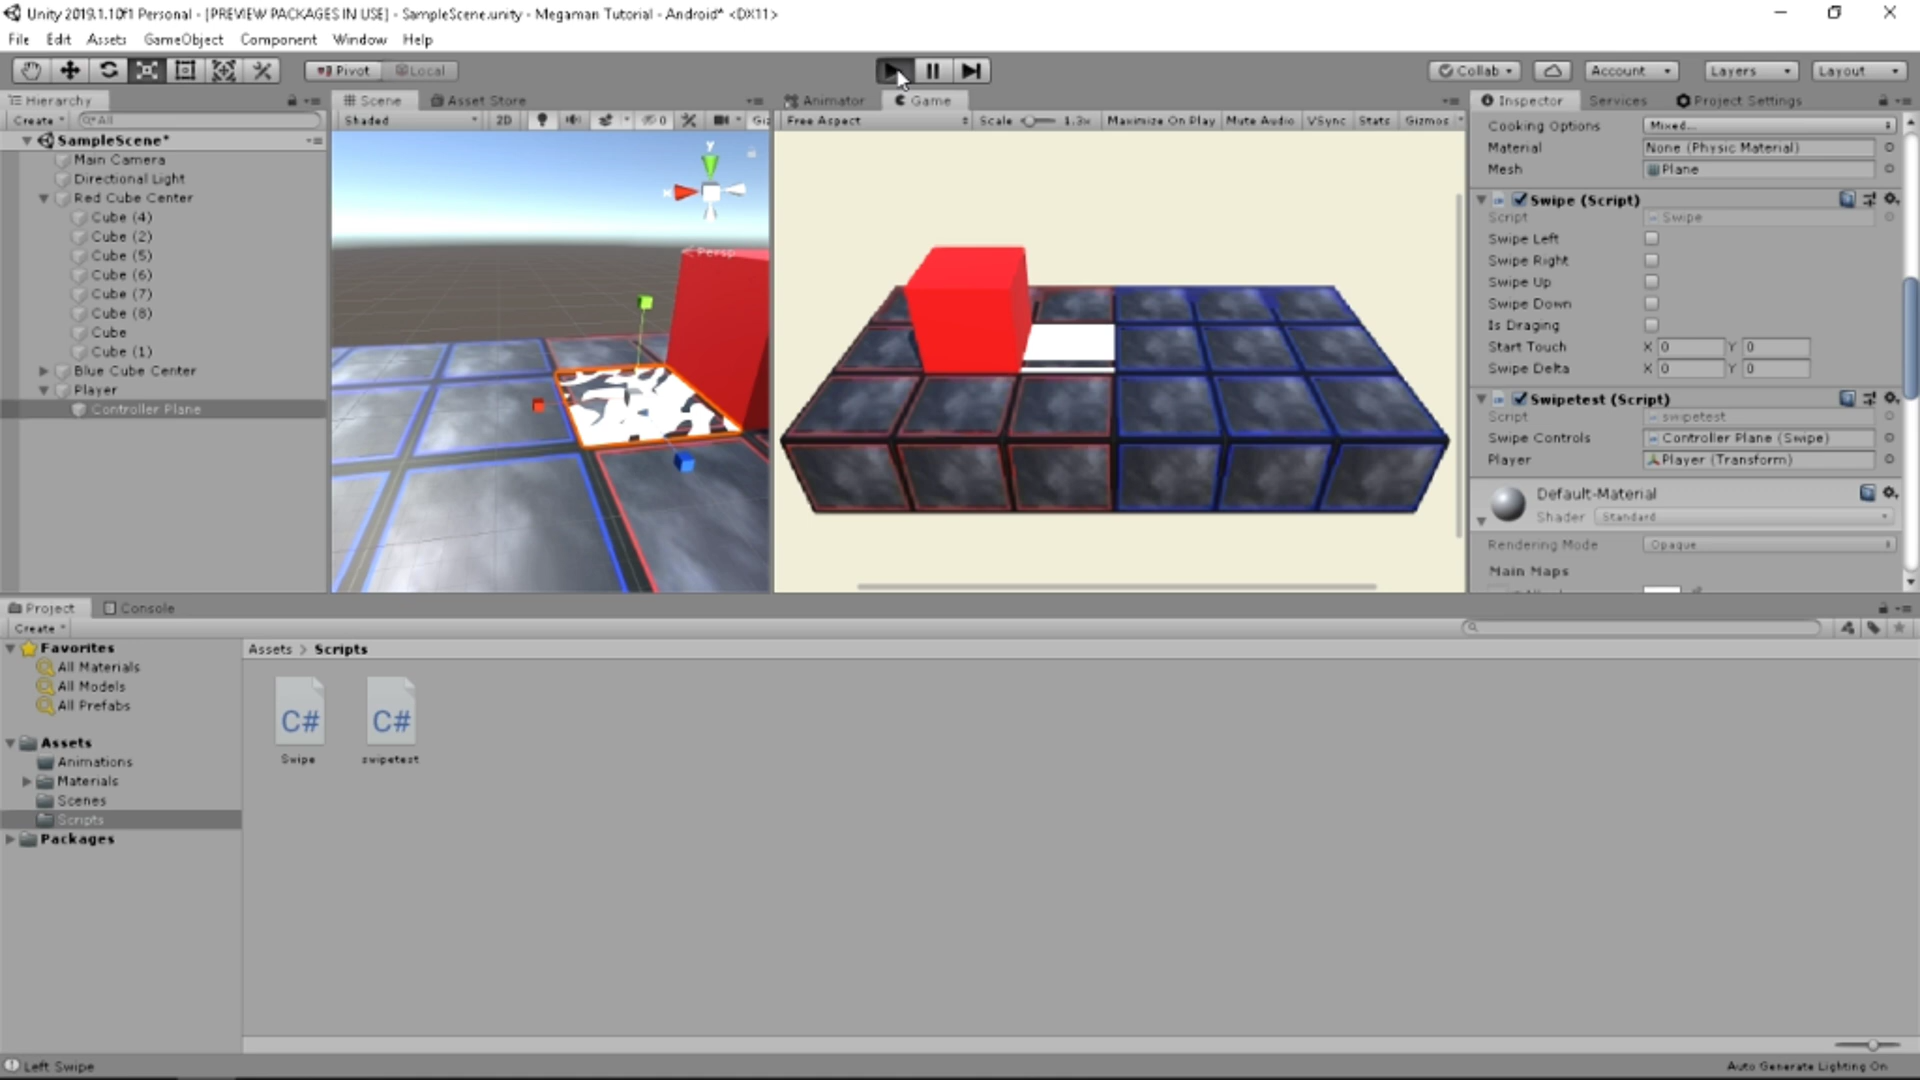 Unity 2019.1.10f1 Personal - [PREVIEW PACKAGES IN USE] - SampleScene.unity - Megaman Tutorial - Android* <DX11>
File Edit Assets GameObject Component Window Help
Pivot Local
Collab Account Layers Layout
Hierarchy
Create All
SampleScene*
Main Camera
Directional Light
Red Cube Center
Cube (4)
Cube (2)
Cube (5)
Cube (6)
Cube (7)
Cube (8)
Cube
Cube (1)
Blue Cube Center
Player
Controller Plane
Scene Asset Store
Shaded 2D 0 Giz
y
x
Persp
Animator Game
Free Aspect Scale 1.3x Maximize On Play Mute Audio VSync Stats Gizmos
Inspector Services Project Settings
Cooking Options Mixed...
Material None (Physic Material)
Mesh Plane
Swipe (Script)
Script Swipe
Swipe Left
Swipe Right
Swipe Up
Swipe Down
Is Draging
Start Touch X 0 Y 0
Swipe Delta X 0 Y 0
Swipetest (Script)
Script swipetest
Swipe Controls Controller Plane (Swipe)
Player Player (Transform)
Default-Material
Shader Standard
Rendering Mode Opaque
Main Maps
Project Console
Create
Favorites
All Materials
All Models
All Prefabs
Assets
Animations
Materials
Scenes
Scripts
Packages
Assets > Scripts
C# C#
Swipe swipetest
Left Swipe
Auto Generate Lighting On